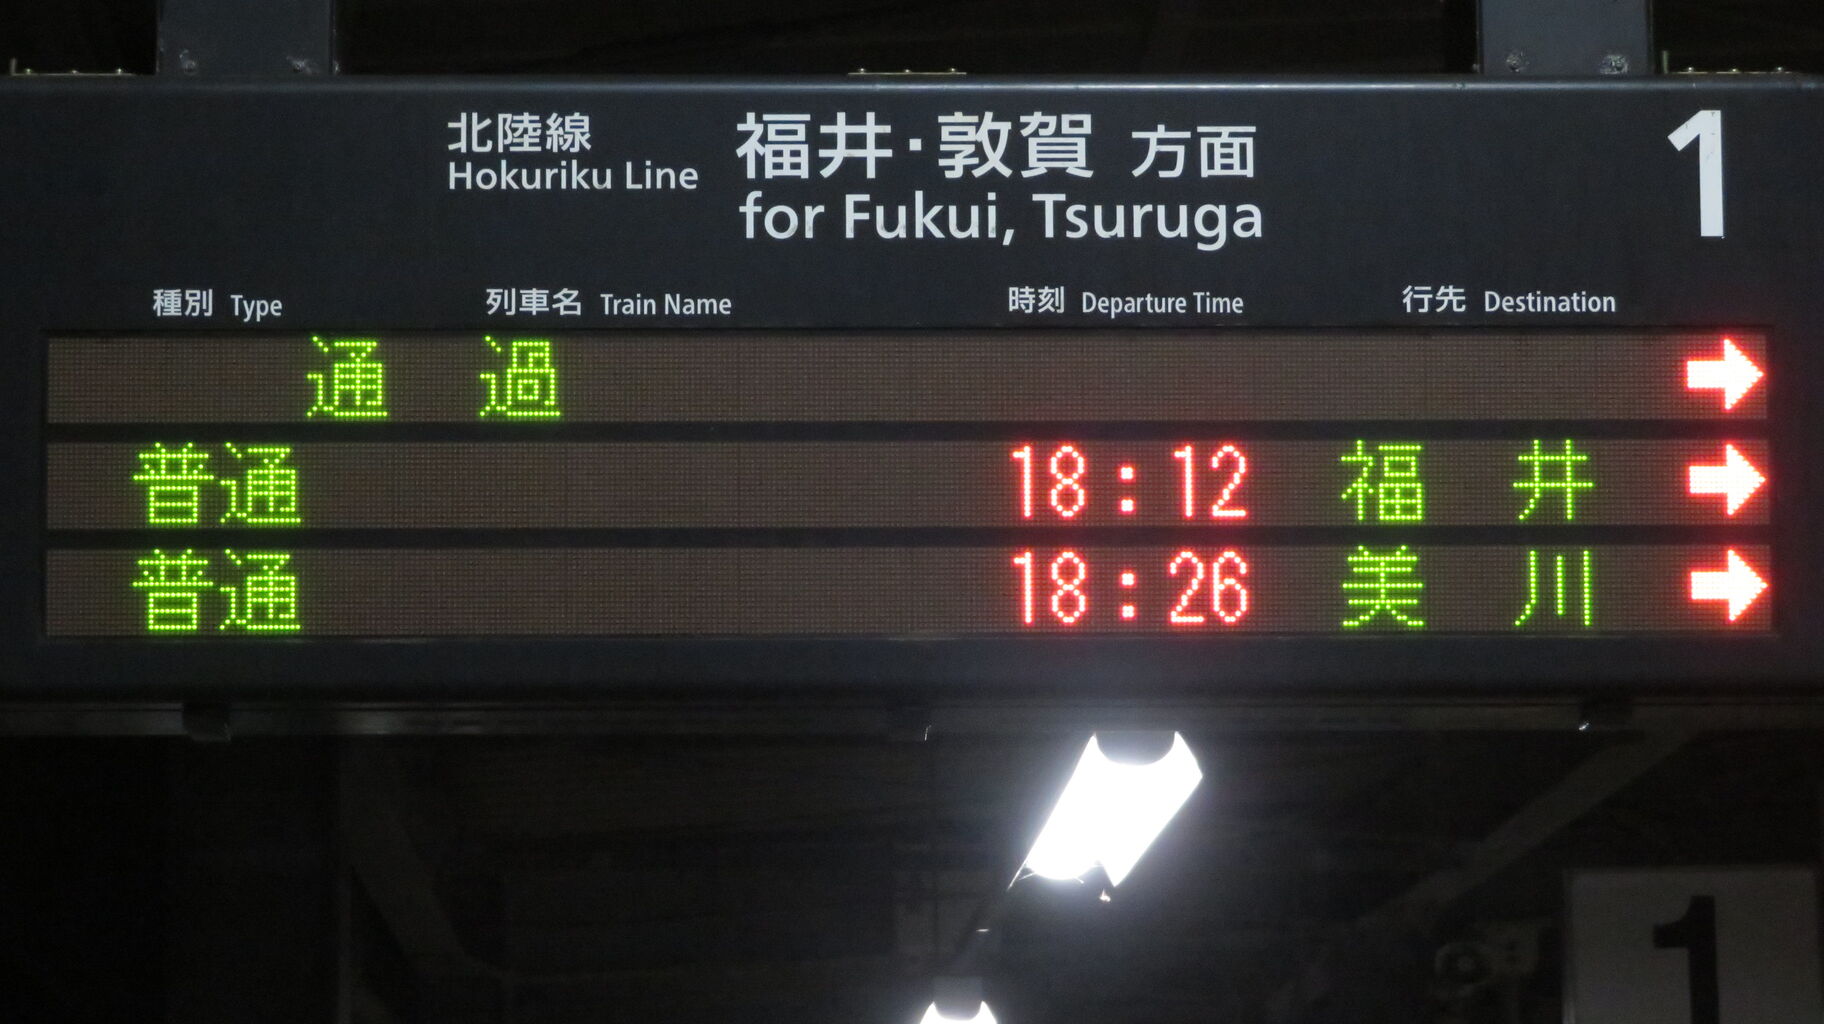 北陸線 福井・敦賀 方面 1
Hokuriku Line for Fukui, Tsuruga
種別 Type 列車名 Train Name 時刻 Departure Time 行先 Destination
通 過 →
普通 18:12 福 井 →
普通 18:26 美 川 →
1